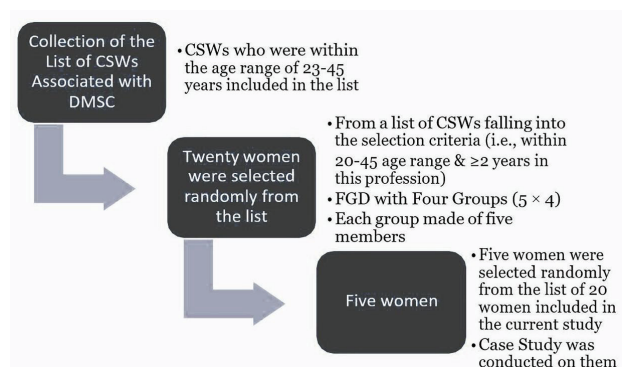 Collection of the
List of CSWs
Associated with
DMSC
• CSWs who were within
the age range of 23-45
years included in the list
Twenty women
were selected
randomly from
the list
• From a list of CSWs falling into
the selection criteria (i.e., within
20-45 age range & ≥2 years in
this profession)
• FGD with Four Groups (5 × 4)
• Each group made of five
members
Five women
• Five women were
selected randomly
from the list of 20
women included in
the current study
• Case Study was
conducted on them